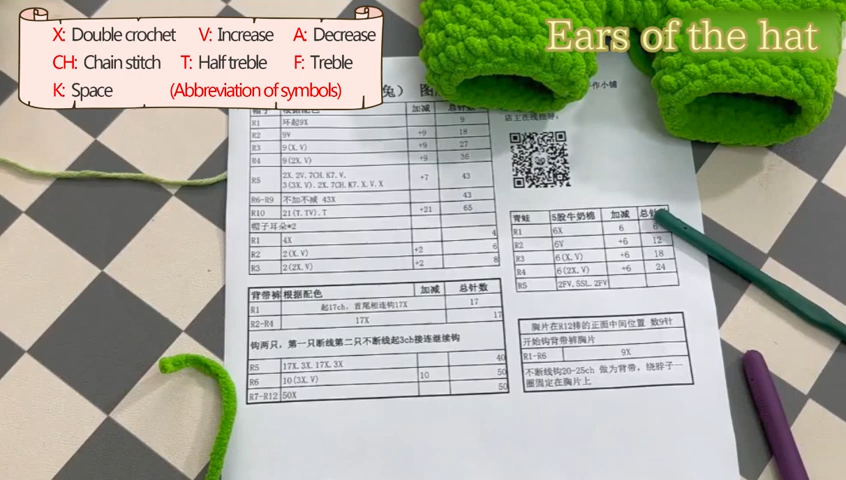 X: Double crochet V: Increase A: Decrease
CH: Chain stitch T: Half treble F: Treble
K: Space (Abbreviation of symbols)
Ears of the hat
兔） 图
作小铺
加减 总针数
R1 环起9X 9
R2 9V +9 18
R3 9(X.V) +9 27
R4 9(2X.V) +9 36
R5 2X.2V.7CH.K7.V.
3(3X.V).2X.7CH.K7.X.V.X +7 43
R6-R9 不加不减 43X 43
R10 21(T.TV).T +21 65
帽子耳朵*2
R1 4X 4
R2 2(X.V) +2 6
R3 2(2X.V) +2 8
背带裤 根据配色 加减 总针数
R1 起17ch，首尾相连钩17X 17
R2-R4 17X 17
钩两只，第一只断线第二只不断线起3ch接连继续钩
R5 17X.3X.17X.3X 40
R6 10(3X.V) 10 50
R7-R12 50X 50
青蛙 5股牛奶棉 加减 总针
R1 6X 6 6
R2 6V +6 12
R3 6(X.V) +6 18
R4 6(2X.V) +6 24
R5 2FV.SSL.2FV
胸片在R12排的正面中间位置 数9针
开始钩背带裤胸片
R1-R6 9X
不断线钩20-25ch 做为背带，绕脖子一
圈固定在胸片上